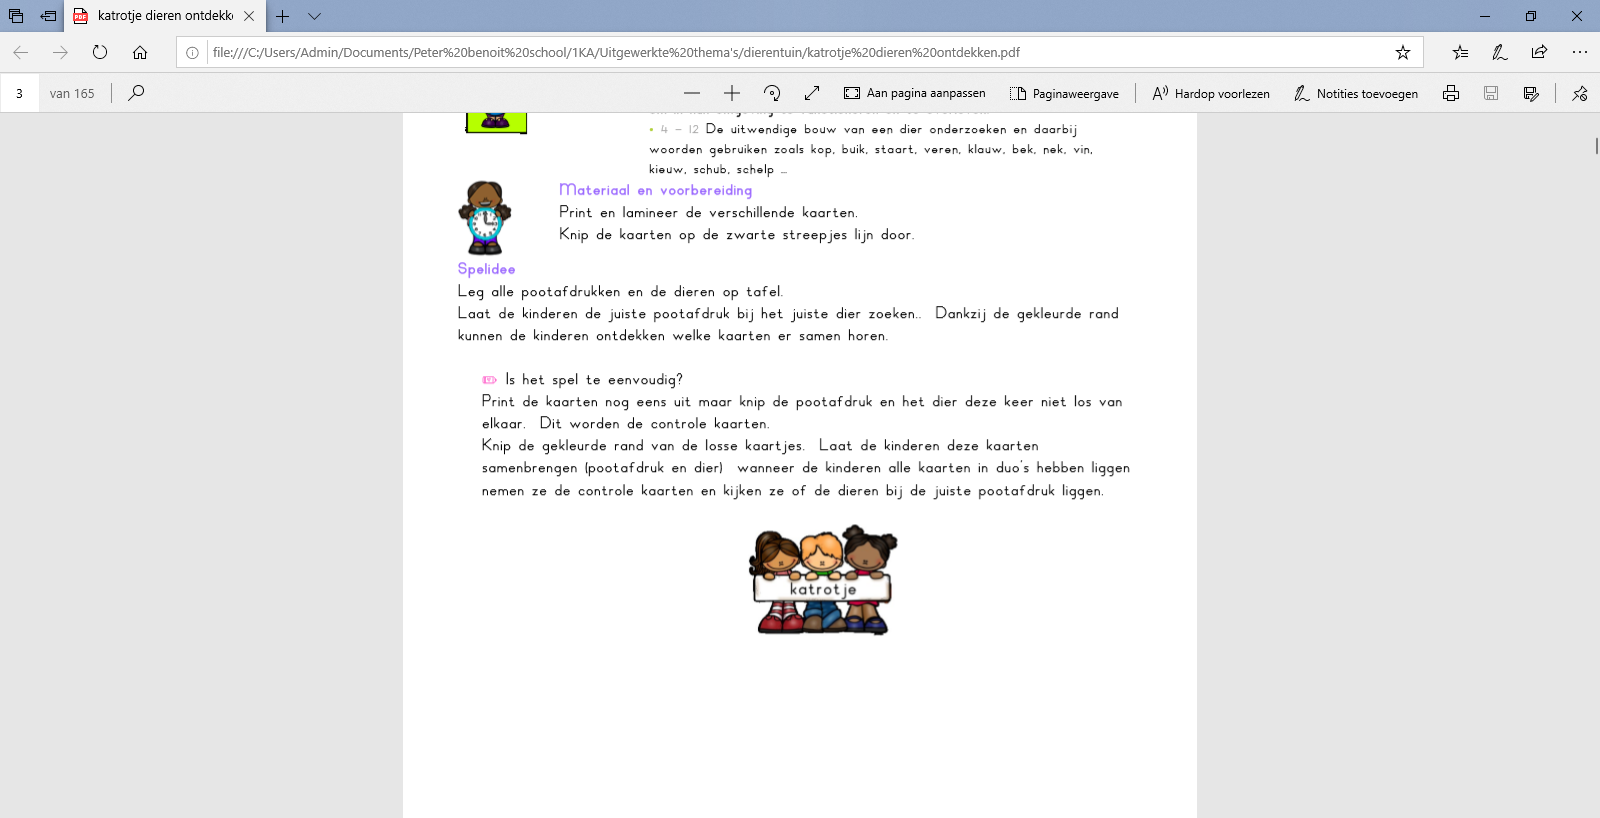 katrotje dieren ontdekke
file:///C:/Users/Admin/Documents/Peter%20benoit%20school/1KA/Uitgewerkte%20thema's/dierentuin/katrotje%20dieren%20ontdekken.pdf
3 van 165 Aan pagina aanpassen Paginaweergave Hardop voorlezen Notities toevoegen
• 4 – 12 De uitwendige bouw van een dier onderzoeken en daarbij
woorden gebruiken zoals kop, buik, staart, veren, klauw, bek, nek, vin,
kieuw, schub, schelp …
Materiaal en voorbereiding
Print en lamineer de verschillende kaarten.
Knip de kaarten op de zwarte streepjes lijn door.
Spelidee
Leg alle pootafdrukken en de dieren op tafel.
Laat de kinderen de juiste pootafdruk bij het juiste dier zoeken.. Dankzij de gekleurde rand
kunnen de kinderen ontdekken welke kaarten er samen horen.
Is het spel te eenvoudig?
Print de kaarten nog eens uit maar knip de pootafdruk en het dier deze keer niet los van
elkaar. Dit worden de controle kaarten.
Knip de gekleurde rand van de losse kaartjes. Laat de kinderen deze kaarten
samenbrengen (pootafdruk en dier) wanneer de kinderen alle kaarten in duo's hebben liggen
nemen ze de controle kaarten en kijken ze of de dieren bij de juiste pootafdruk liggen.
katrotje